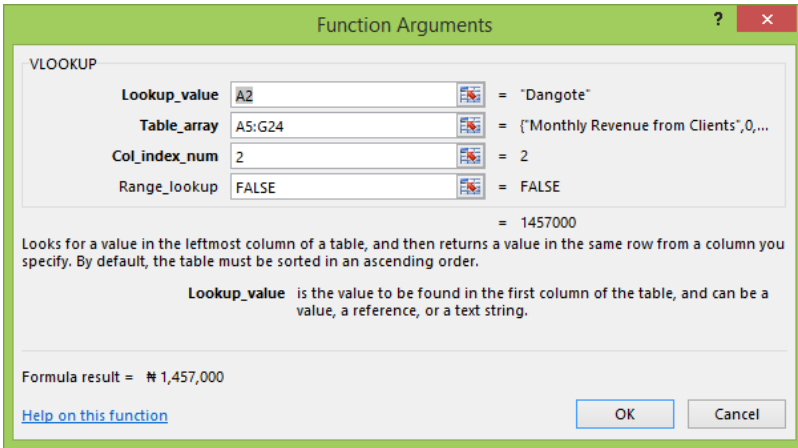 Function Arguments ? ×
VLOOKUP
Lookup_value A2 = "Dangote"
Table_array A5:G24 = {"Monthly Revenue from Clients",0,...
Col_index_num 2 = 2
Range_lookup FALSE = FALSE
= 1457000
Looks for a value in the leftmost column of a table, and then returns a value in the same row from a column you
specify. By default, the table must be sorted in an ascending order.
Lookup_value is the value to be found in the first column of the table, and can be a
value, a reference, or a text string.
Formula result = ₦ 1,457,000
Help on this function OK Cancel